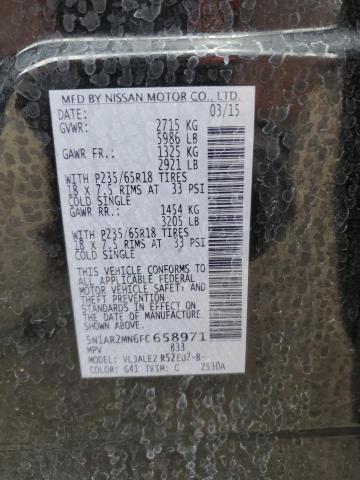 MFD BY NISSAN MOTOR CO., LTD.
DATE: 03/15
GVWR: 2715 KG
5986 LB
GAWR FR.: 1325 KG
2921 LB
WITH P235/65R18 TIRES
18 X 7.5 RIMS AT 33 PSI
COLD SINGLE
GAWR RR.: 1454 KG
3205 LB
WITH P235/65R18 TIRES
18 X 7.5 RIMS AT 33 PSI
COLD SINGLE
THIS VEHICLE CONFORMS TO
ALL APPLICABLE FEDERAL
MOTOR VEHICLE SAFETY AND
THEFT PREVENTION STANDARDS
IN EFFECT ON THE DATE OF
MANUFACTURE SHOWN ABOVE.
5N1AR2MN6FC658971
MPV 833
MODEL: VLJALEZ R52EU7-B-
COLOR: G41 TRIM: G 2530A